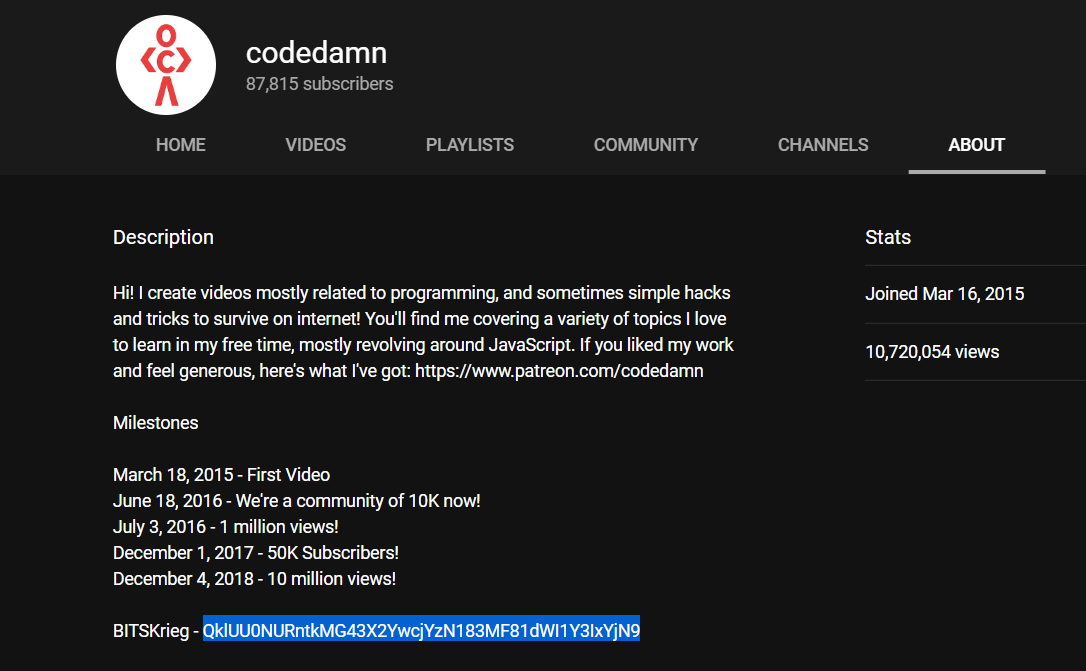 codedamn
87,815 subscribers
HOME VIDEOS PLAYLISTS COMMUNITY CHANNELS ABOUT
Description
Hi! I create videos mostly related to programming, and sometimes simple hacks
and tricks to survive on internet! You'll find me covering a variety of topics I love
to learn in my free time, mostly revolving around JavaScript. If you liked my work
and feel generous, here's what I've got: https://www.patreon.com/codedamn
Milestones
March 18, 2015 - First Video
June 18, 2016 - We're a community of 10K now!
July 3, 2016 - 1 million views!
December 1, 2017 - 50K Subscribers!
December 4, 2018 - 10 million views!
BITSKrieg - QklUU0NURntkMG43X2YwcjYzN183MF81dWI1Y3IxYjN9
Stats
Joined Mar 16, 2015
10,720,054 views